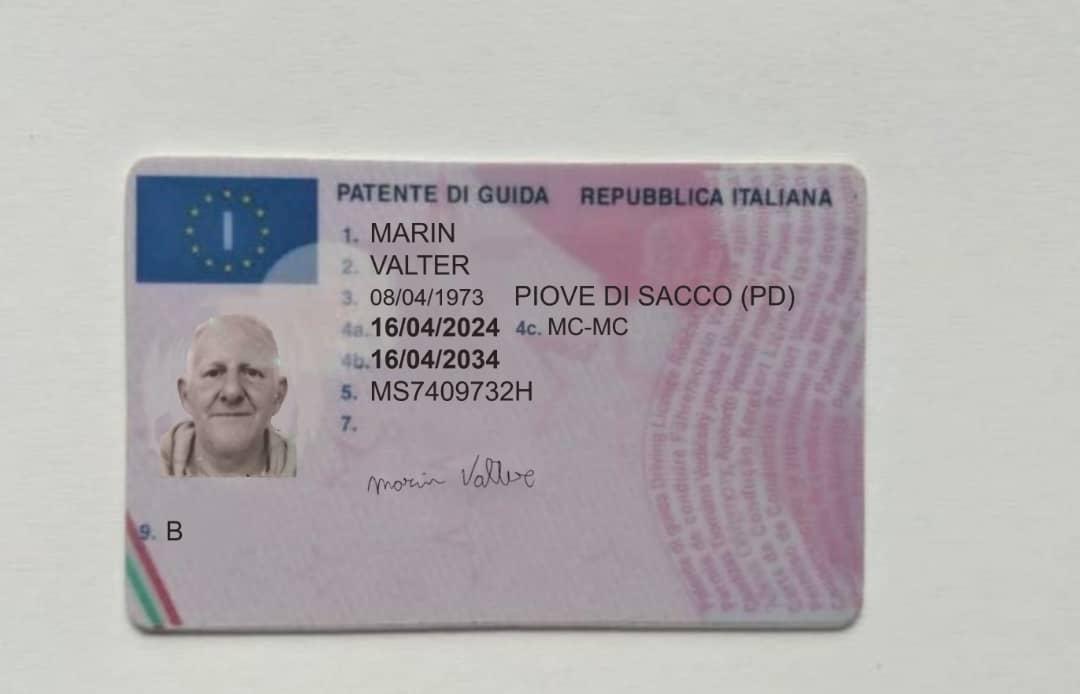 I
PATENTE DI GUIDA REPUBBLICA ITALIANA
1. MARIN
2. VALTER
3. 08/04/1973 PIOVE DI SACCO (PD)
4a. 16/04/2024 4c. MC-MC
4b. 16/04/2034
5. MS7409732H
7.
Marin Valter
9. B